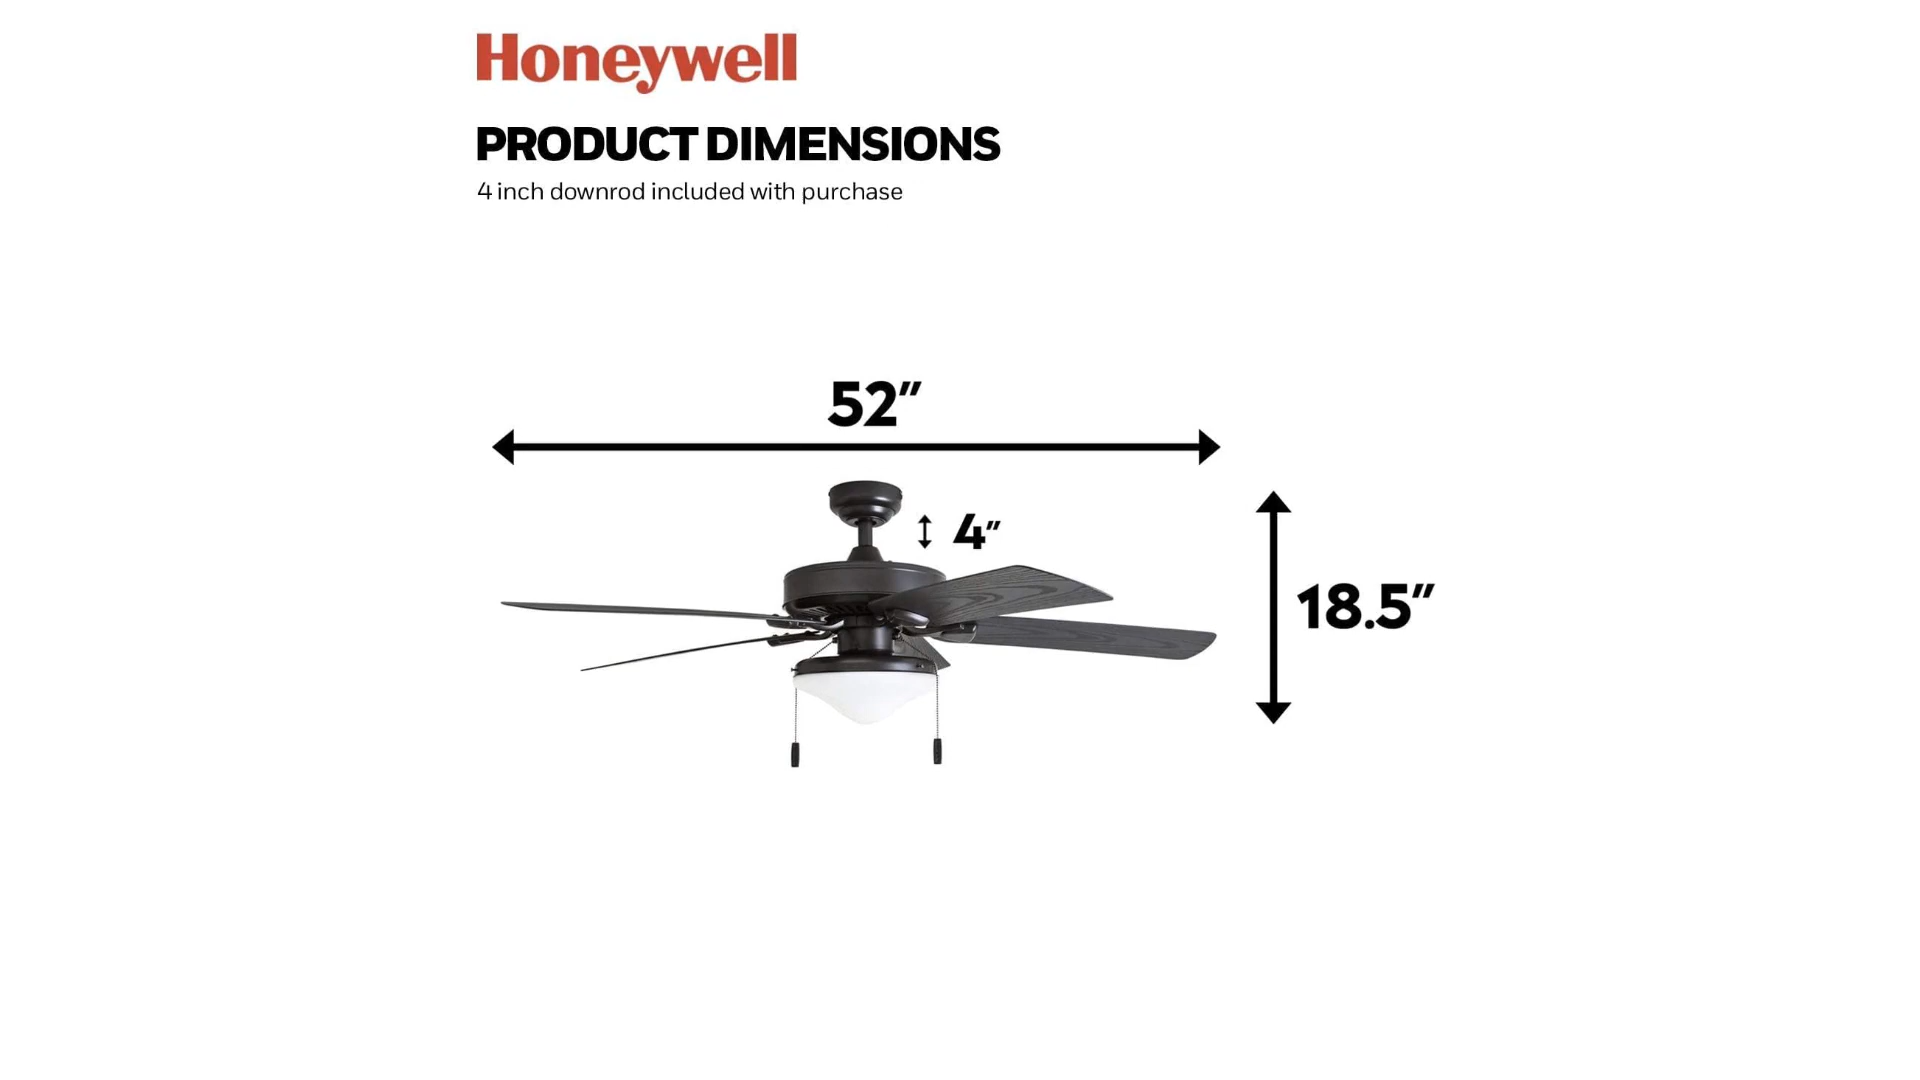 Honeywell
PRODUCT DIMENSIONS
4 inch downrod included with purchase
52″
4″
18.5″